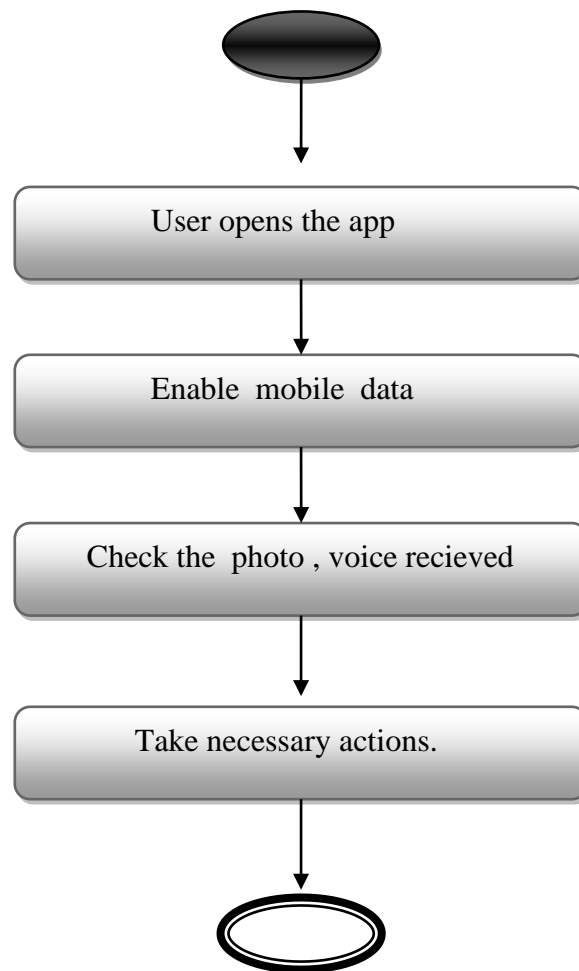 User opens the app
Enable mobile data
Check the photo , voice recieved
Take necessary actions.